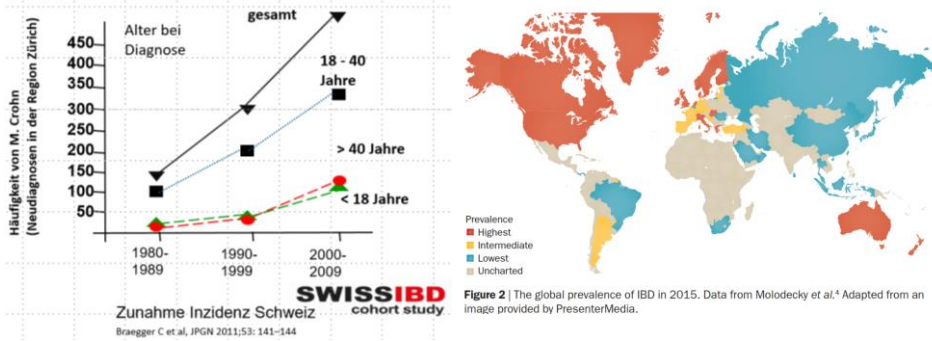 gesamt
Alter bei
Diagnose
18 - 40
Jahre
> 40 Jahre
< 18 Jahre
Häufigkeit von M. Crohn
(Neudiagnosen in der Region Zürich)
450
400
350
300
250
200
150
100
50
1980-
1989
1990-
1999
2000-
2009
SWISSIBD
cohort study
Zunahme Inzidenz Schweiz
Braegger C et al, JPGN 2011;53: 141–144
Prevalence
Highest
Intermediate
Lowest
Uncharted
Figure 2 | The global prevalence of IBD in 2015. Data from Molodecky et al.⁴ Adapted from an
image provided by PresenterMedia.